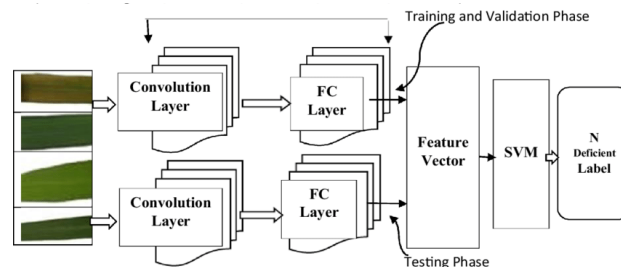 Training and Validation Phase
Convolution
Layer
FC
Layer
Feature
Vector
SVM
N
Deficient
Label
Convolution
Layer
FC
Layer
Testing Phase